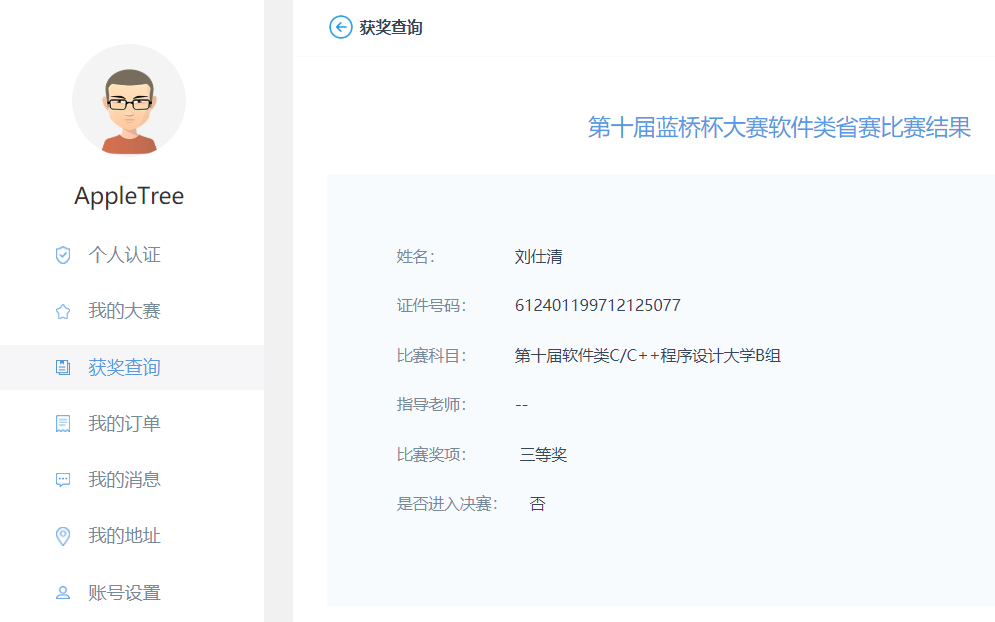 获奖查询
AppleTree
个人认证
我的大赛
获奖查询
我的订单
我的消息
我的地址
账号设置
第十届蓝桥杯大赛软件类省赛比赛结果
姓名： 刘仕清
证件号码： 612401199712125077
比赛科目： 第十届软件类C/C++程序设计大学B组
指导老师： --
比赛奖项： 三等奖
是否进入决赛： 否